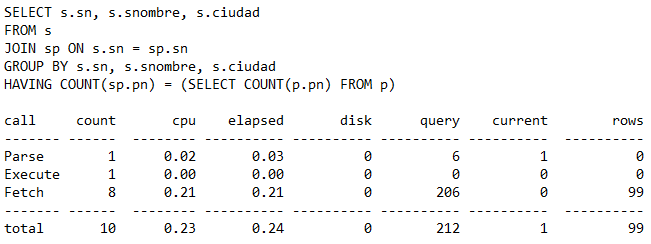 SELECT s.sn, s.snombre, s.ciudad
FROM s
JOIN sp ON s.sn = sp.sn
GROUP BY s.sn, s.snombre, s.ciudad
HAVING COUNT(sp.pn) = (SELECT COUNT(p.pn) FROM p)
call     count       cpu    elapsed       disk      query    current        rows
------- ------  -------- ---------- ---------- ---------- ----------  ----------
Parse        1      0.02       0.03          0          6          1           0
Execute      1      0.00       0.00          0          0          0           0
Fetch        8      0.21       0.21          0        206          0          99
------- ------  -------- ---------- ---------- ---------- ----------  ----------
total       10      0.23       0.24          0        212          1          99